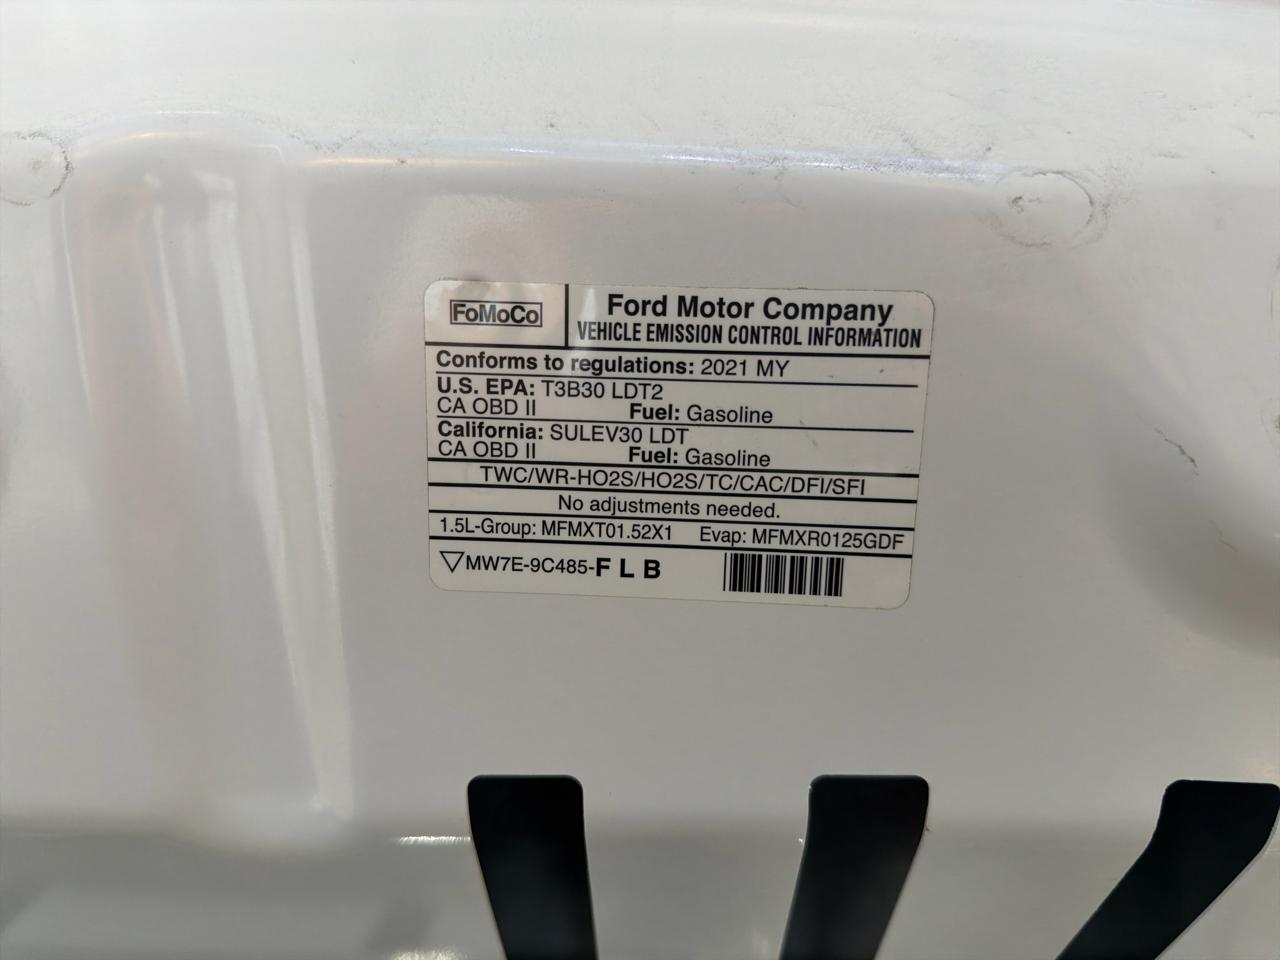 FoMoCo
Ford Motor Company
VEHICLE EMISSION CONTROL INFORMATION
Conforms to regulations: 2021 MY
U.S. EPA: T3B30 LDT2
CA OBD II Fuel: Gasoline
California: SULEV30 LDT
CA OBD II Fuel: Gasoline
TWC/WR-HO2S/HO2S/TC/CAC/DFI/SFI
No adjustments needed.
1.5L-Group: MFMXT01.52X1 Evap: MFMXR0125GDF
▽MW7E-9C485-F L B